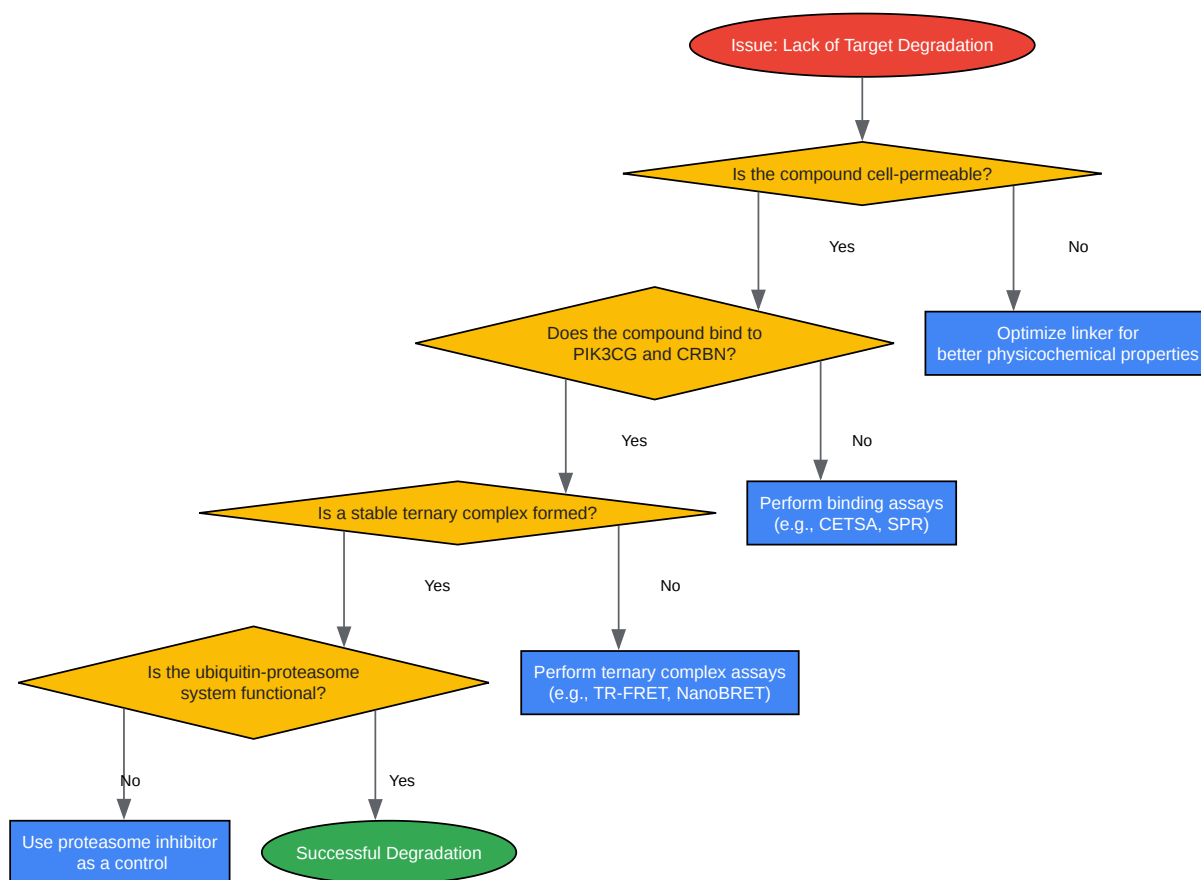 Issue: Lack of Target Degradation
Is the compound cell-permeable?
Yes
No
Does the compound bind to
PIK3CG and CRBN?
Optimize linker for
better physicochemical properties
Yes
No
Is a stable ternary complex formed?
Perform binding assays
(e.g., CETSA, SPR)
Yes
No
Is the ubiquitin-proteasome
system functional?
Perform ternary complex assays
(e.g., TR-FRET, NanoBRET)
No
Yes
Use proteasome inhibitor
as a control
Successful Degradation